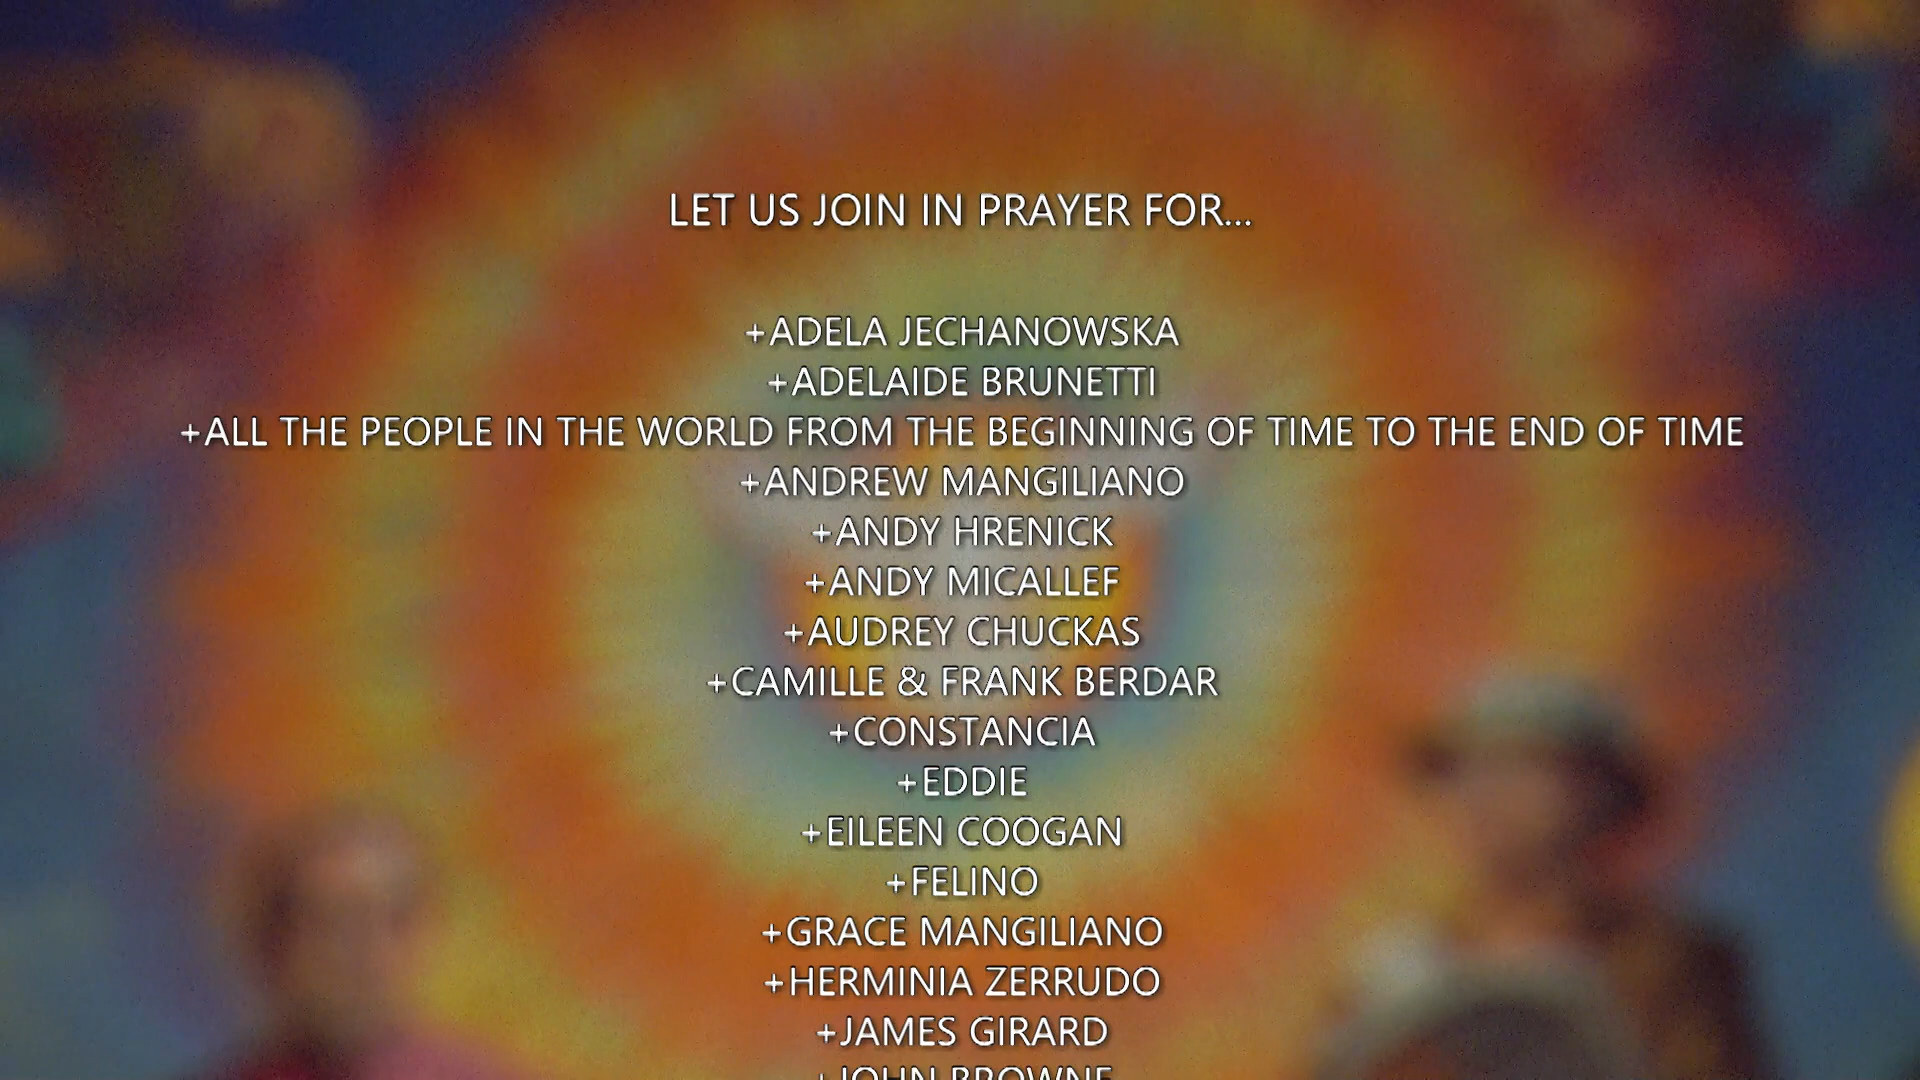 LET US JOIN IN PRAYER FOR...
+ADELA JECHANOWSKA
+ADELAIDE BRUNETTI
+ALL THE PEOPLE IN THE WORLD FROM THE BEGINNING OF TIME TO THE END OF TIME
+ANDREW MANGILIANO
+ANDY HRENICK
+ANDY MICALLEF
+AUDREY CHUCKAS
+CAMILLE & FRANK BERDAR
+CONSTANCIA
+EDDIE
+EILEEN COOGAN
+FELINO
+GRACE MANGILIANO
+HERMINIA ZERRUDO
+JAMES GIRARD
+JOHN BROWNE